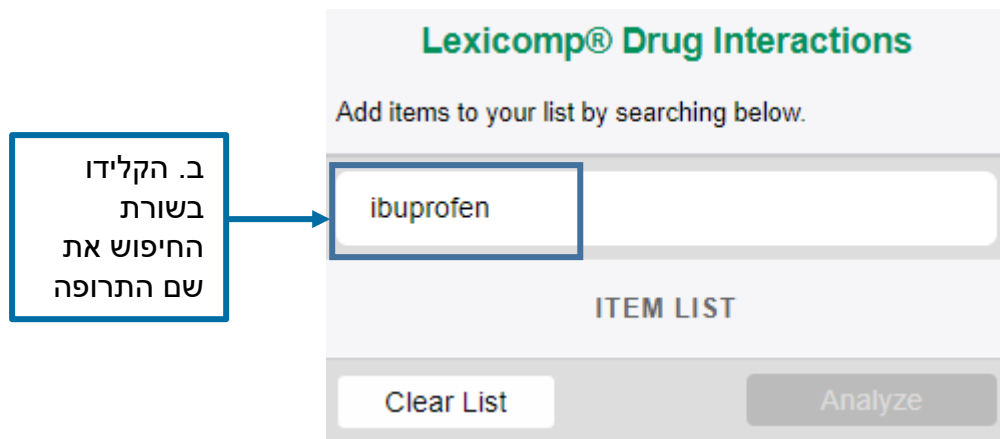 Lexicomp® Drug Interactions
Add items to your list by searching below.
ב. הקלידו
בשורת
החיפוש את
שם התרופה
ibuprofen
ITEM LIST
Clear List
Analyze